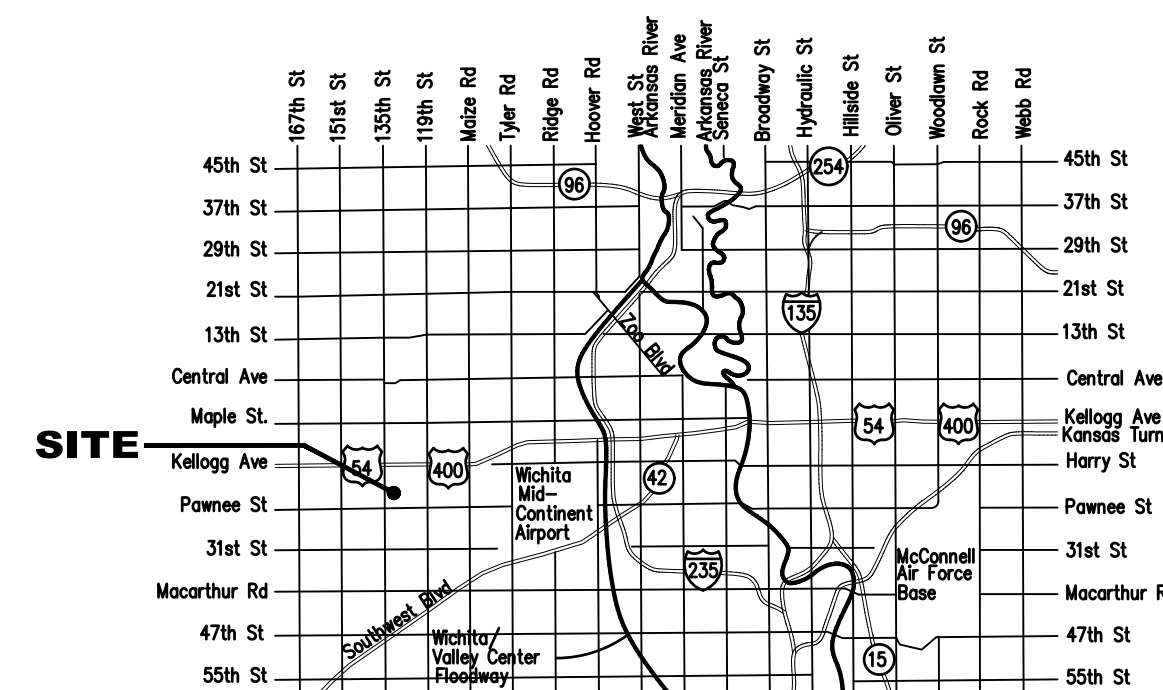 167th St
151st St
135th St
119th St
Maize Rd
Tyler Rd
Ridge Rd
Hoover Rd
West St
Arkansas River
Meridian Ave
Arkansas River
Seneca St
Broadway St
Hydraulic St
Hillside St
Oliver St
Woodlawn St
Rock Rd
Webb Rd
45th St
254
45th St
96
37th St
37th St
96
29th St
29th St
21st St
21st St
135
13th St
Zoo Blvd
13th St
Central Ave
Central Ave
Maple St.
54
400
Kellogg Ave
Kansas Turn
SITE
Kellogg Ave
54
400
Harry St
42
Wichita
Mid-
Continent
Airport
Pawnee St
Pawnee St
31st St
31st St
235
McConnell
Air Force
Base
Macarthur Rd
Macarthur R
Southwest Blvd
47th St
47th St
Wichita/
Valley Center
Floodway
15
55th St
55th St